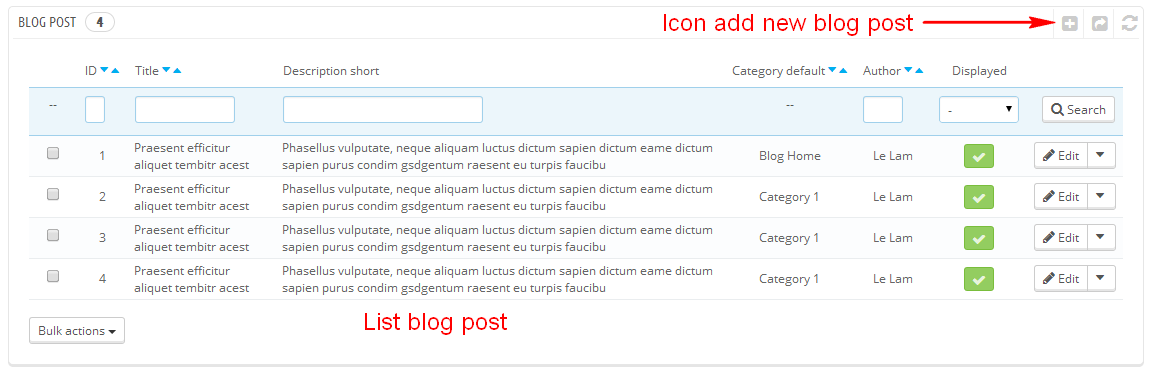 BLOG POST 4 Icon add new blog post
ID Title Description short Category default Author Displayed
-- -- - Search
Praesent efficitur Phasellus vulputate, neque aliquam luctus dictum sapien dictum eame dictum
1 Blog Home Le Lam Edit
aliquet tembitr acest sapien purus condim gsdgentum raesent eu turpis faucibu
Praesent efficitur Phasellus vulputate, neque aliquam luctus dictum sapien dictum eame dictum
2 Category 1 Le Lam Edit
aliquet tembitr acest sapien purus condim gsdgentum raesent eu turpis faucibu
Praesent efficitur Phasellus vulputate, neque aliquam luctus dictum sapien dictum eame dictum
3 Category 1 Le Lam Edit
aliquet tembitr acest sapien purus condim gsdgentum raesent eu turpis faucibu
Praesent efficitur Phasellus vulputate, neque aliquam luctus dictum sapien dictum eame dictum
4 Category 1 Le Lam Edit
aliquet tembitr acest sapien purus condim gsdgentum raesent eu turpis faucibu
List blog post
Bulk actions